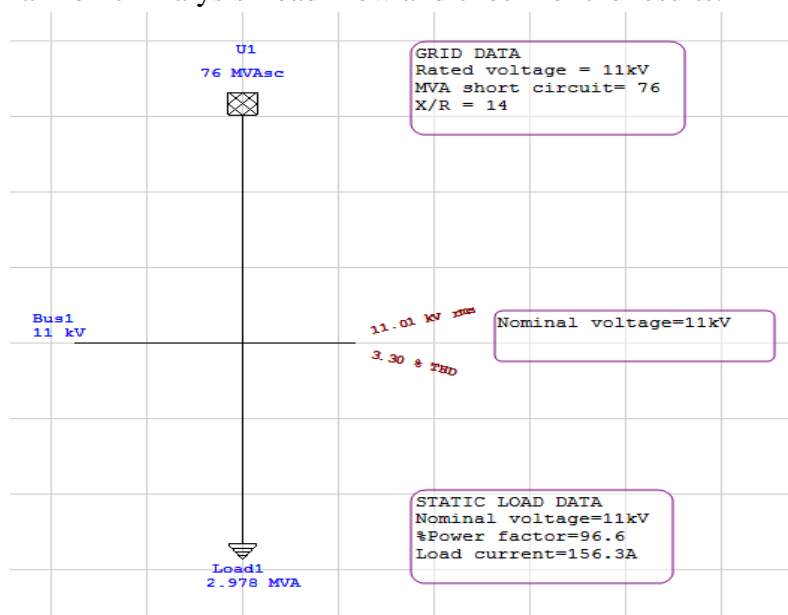 U1
76 MVAsc
GRID DATA
Rated voltage = 11kV
MVA short circuit= 76
X/R = 14
Bus1
11 kV
11.01 kV rms
3.30 % THD
Nominal voltage=11kV
STATIC LOAD DATA
Nominal voltage=11kV
%Power factor=96.6
Load current=156.3A
Load1
2.978 MVA